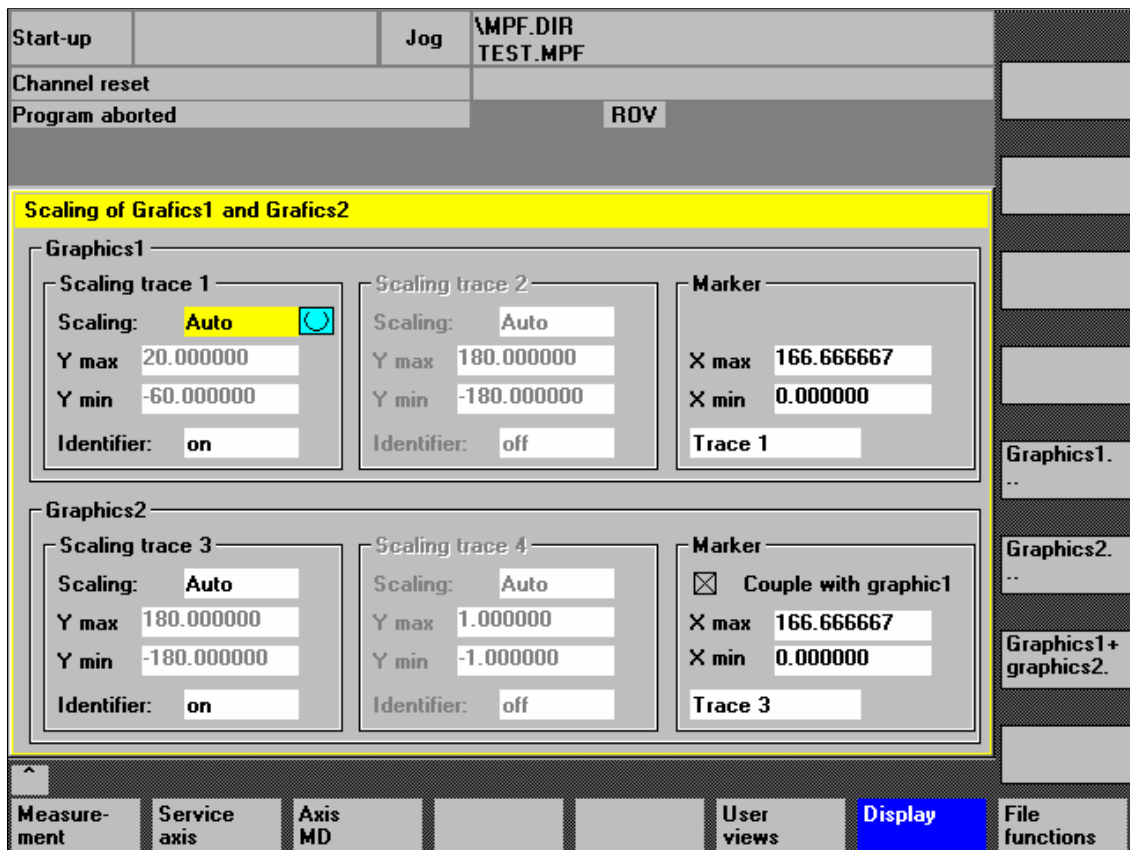 Start-up
Jog
\MPF.DIR
TEST.MPF
Channel reset
Program aborted
ROV
Scaling of Grafics1 and Grafics2
Graphics1
Scaling trace 1
Scaling: Auto
Y max 20.000000
Y min -60.000000
Identifier: on
Scaling trace 2
Scaling: Auto
Y max 180.000000
Y min -180.000000
Identifier: off
Marker
X max 166.666667
X min 0.000000
Trace 1
Graphics2
Scaling trace 3
Scaling: Auto
Y max 180.000000
Y min -180.000000
Identifier: on
Scaling trace 4
Scaling: Auto
Y max 1.000000
Y min -1.000000
Identifier: off
Marker
Couple with graphic1
X max 166.666667
X min 0.000000
Trace 3
Graphics1.
..
Graphics2.
..
Graphics1+
graphics2.
^
Measure-
ment
Service
axis
Axis
MD
User
views
Display
File
functions